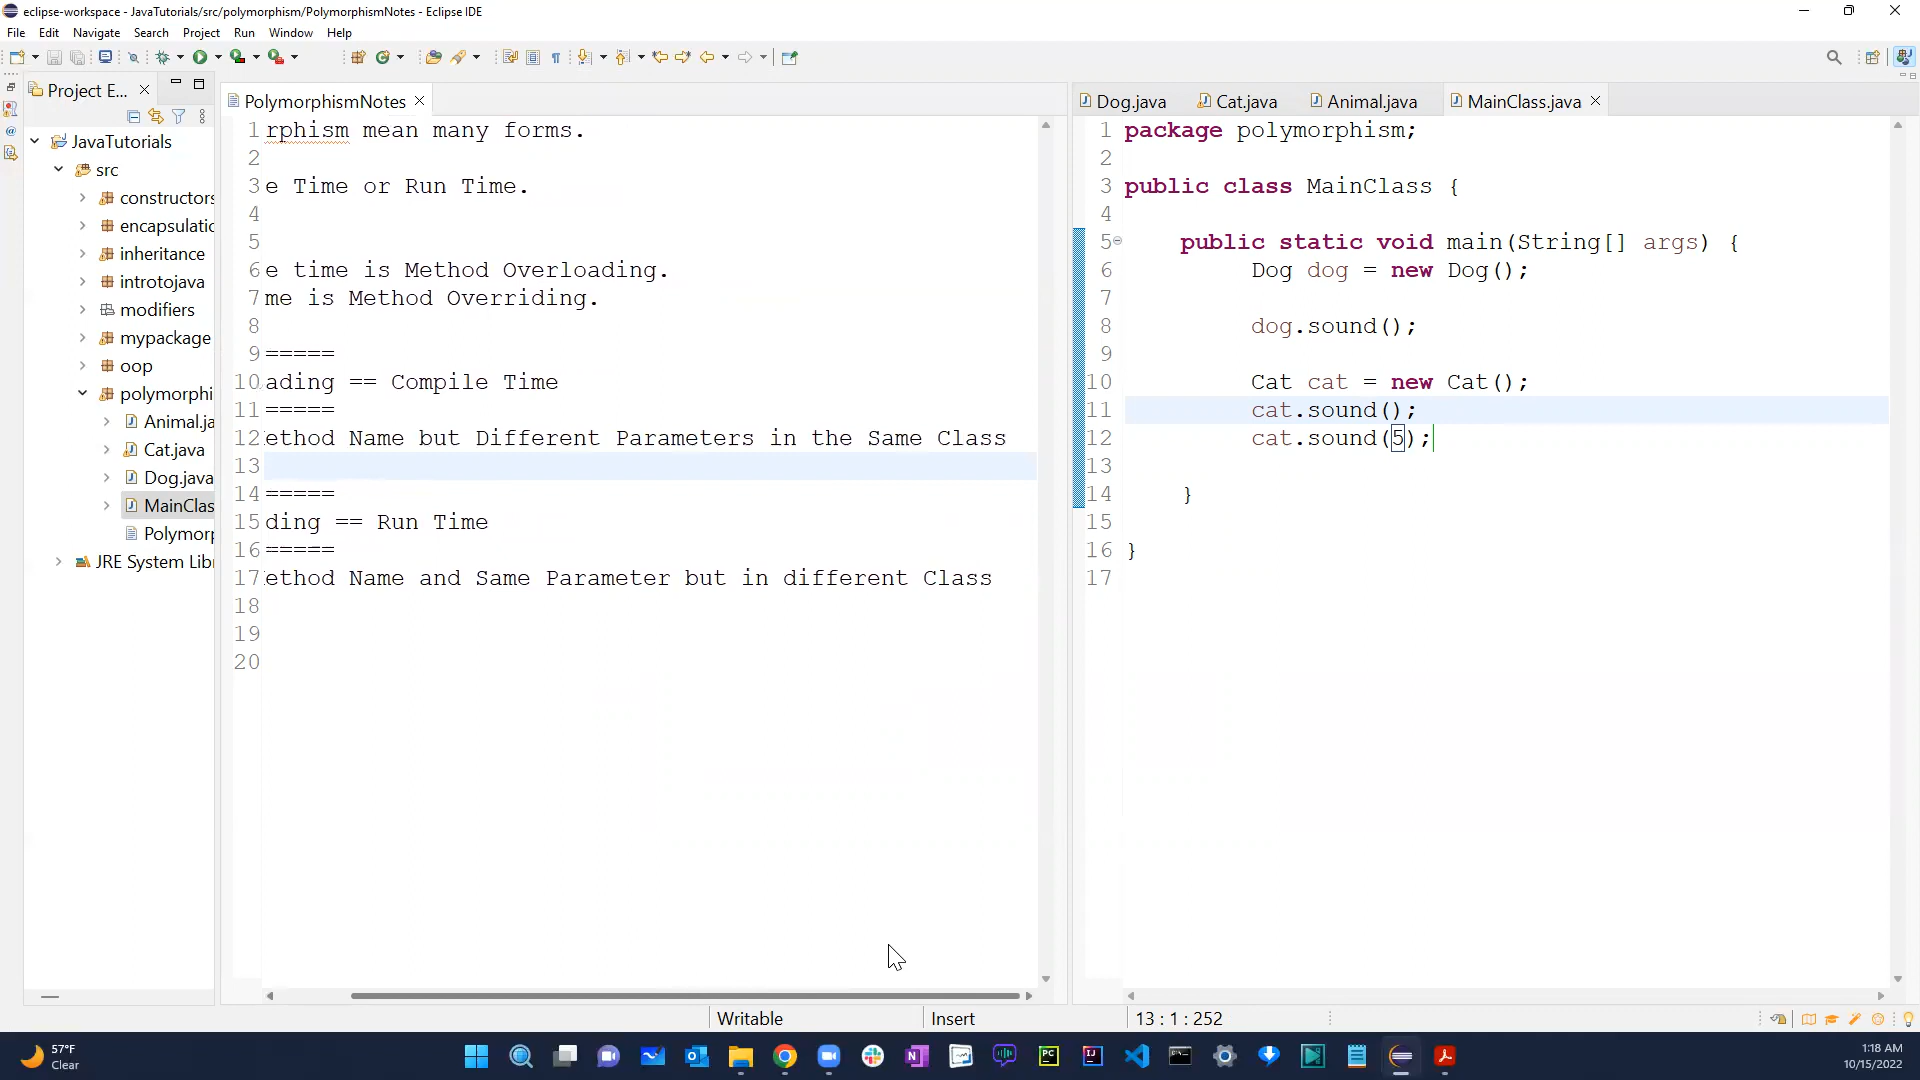 eclipse-workspace - JavaTutorials/src/polymorphism/PolymorphismNotes - Eclipse IDE
File Edit Navigate Search Project Run Window Help
Project E...
JavaTutorials
src
constructors
encapsulatio
inheritance
introtojava
modifiers
mypackage
oop
polymorphi
Animal.ja
Cat.java
Dog.java
MainClas
Polymorp
JRE System Libr
PolymorphismNotes
1 rphism mean many forms.
2
3 e Time or Run Time.
4
5
6 e time is Method Overloading.
7 me is Method Overriding.
8
9 =====
10 ading == Compile Time
11 =====
12 ethod Name but Different Parameters in the Same Class
13
14 =====
15 ding == Run Time
16 =====
17 ethod Name and Same Parameter but in different Class
18
19
20
Dog.java Cat.java Animal.java MainClass.java
1 package polymorphism;
2
3 public class MainClass {
4
5 public static void main(String[] args) {
6 Dog dog = new Dog();
7
8 dog.sound();
9
10 Cat cat = new Cat();
11 cat.sound();
12 cat.sound(5);
13
14 }
15
16 }
17
Writable Insert 13 : 1 : 252
57°F
Clear
1:18 AM
10/15/2022